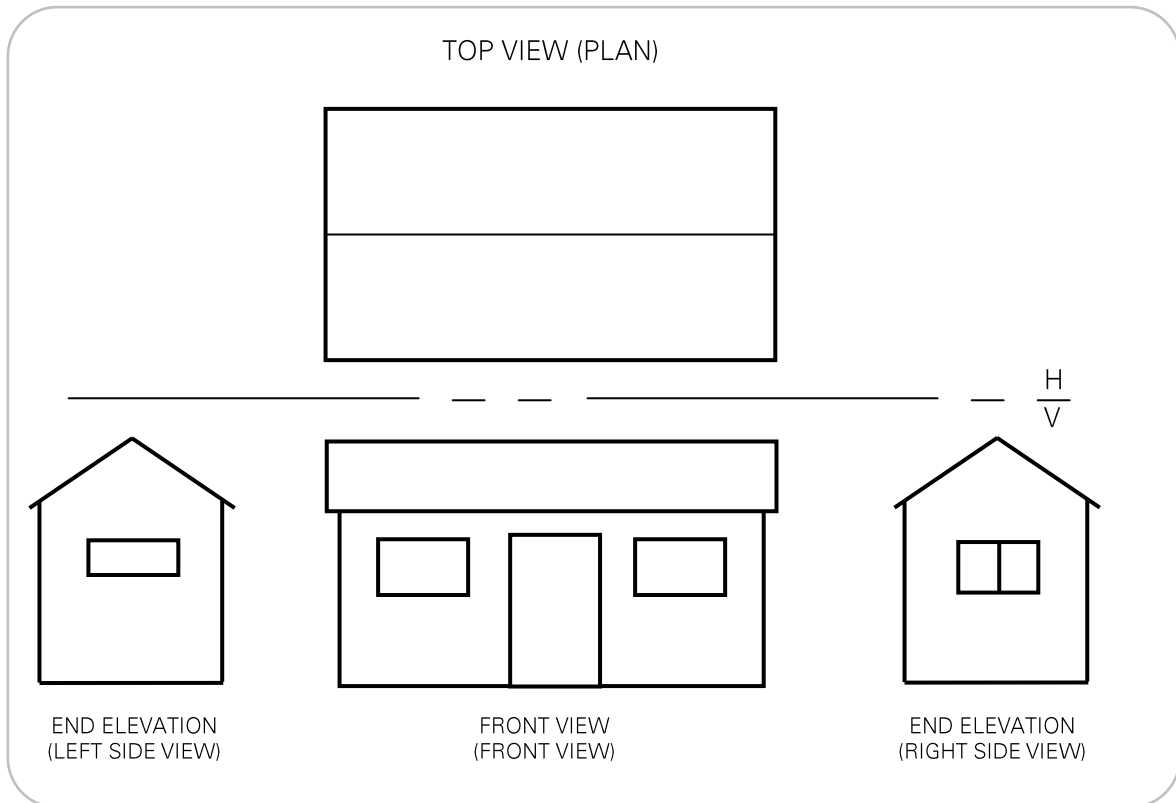 TOP VIEW (PLAN)
H
V
END ELEVATION
(LEFT SIDE VIEW)
FRONT VIEW
(FRONT VIEW)
END ELEVATION
(RIGHT SIDE VIEW)